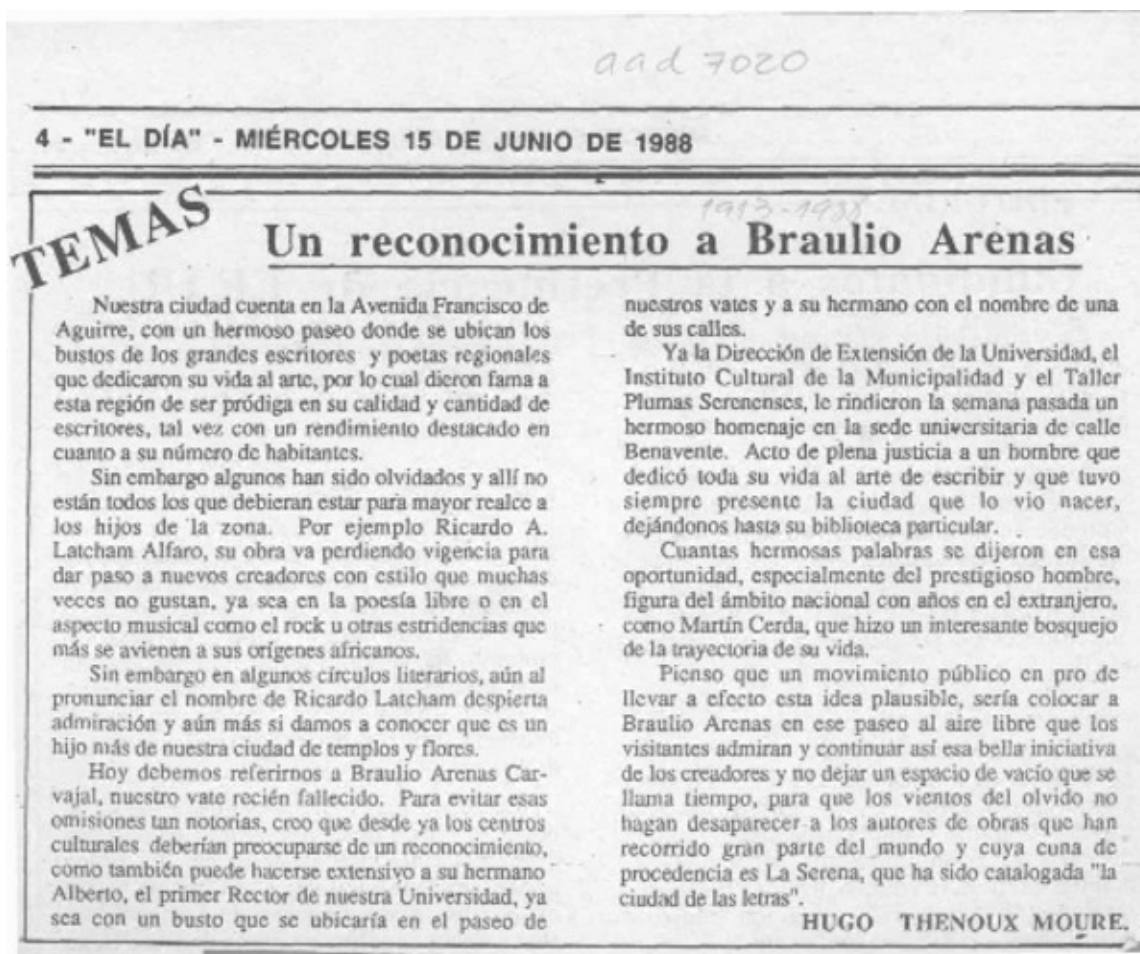 aad 7020
4 - "EL DÍA" - MIÉRCOLES 15 DE JUNIO DE 1988
TEMAS
1913-1988
Un reconocimiento a Braulio Arenas
Nuestra ciudad cuenta en la Avenida Francisco de
Aguirre, con un hermoso paseo donde se ubican los
bustos de los grandes escritores y poetas regionales
que dedicaron su vida al arte, por lo cual dieron fama a
esta región de ser pródiga en su calidad y cantidad de
escritores, tal vez con un rendimiento destacado en
cuanto a su número de habitantes.
Sin embargo algunos han sido olvidados y allí no
están todos los que debieran estar para mayor realce a
los hijos de la zona. Por ejemplo Ricardo A.
Latcham Alfaro, su obra va perdiendo vigencia para
dar paso a nuevos creadores con estilo que muchas
veces no gustan, ya sea en la poesía libre o en el
aspecto musical como el rock u otras estridencias que
más se avienen a sus orígenes africanos.
Sin embargo en algunos círculos literarios, aún al
pronunciar el nombre de Ricardo Latcham despierta
admiración y aún más si damos a conocer que es un
hijo más de nuestra ciudad de templos y flores.
Hoy debemos referirnos a Braulio Arenas Car-
vajal, nuestro vate recién fallecido. Para evitar esas
omisiones tan notorias, creo que desde ya los centros
culturales deberían preocuparse de un reconocimiento,
como también puede hacerse extensivo a su hermano
Alberto, el primer Rector de nuestra Universidad, ya
sea con un busto que se ubicaría en el paseo de
nuestros vates y a su hermano con el nombre de una
de sus calles.
Ya la Dirección de Extensión de la Universidad, el
Instituto Cultural de la Municipalidad y el Taller
Plumas Serenenses, le rindieron la semana pasada un
hermoso homenaje en la sede universitaria de calle
Benavente. Acto de plena justicia a un hombre que
dedicó toda su vida al arte de escribir y que tuvo
siempre presente la ciudad que lo vio nacer,
dejándonos hasta su biblioteca particular.
Cuantas hermosas palabras se dijeron en esa
oportunidad, especialmente del prestigioso hombre,
figura del ámbito nacional con años en el extranjero,
como Martín Cerda, que hizo un interesante bosquejo
de la trayectoria de su vida.
Pienso que un movimiento público en pro de
llevar a efecto esta idea plausible, sería colocar a
Braulio Arenas en ese paseo al aire libre que los
visitantes admiran y continuar así esa bella iniciativa
de los creadores y no dejar un espacio de vacío que se
llama tiempo, para que los vientos del olvido no
hagan desaparecer a los autores de obras que han
recorrido gran parte del mundo y cuya cuna de
procedencia es La Serena, que ha sido catalogada "la
ciudad de las letras".
HUGO THENOUX MOURE.